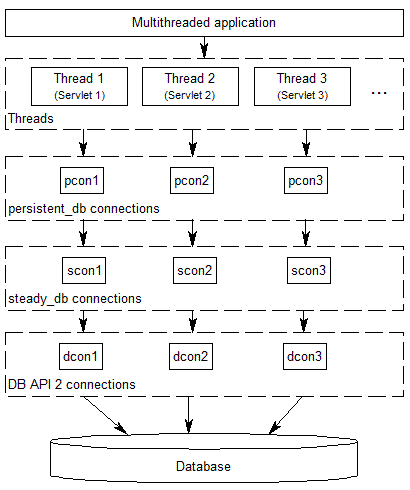 Multithreaded application
Thread 1 Thread 2 Thread 3
(Servlet 1) (Servlet 2) (Servlet 3) ...
Threads
pcon1 pcon2 pcon3
persistent_db connections
scon1 scon2 scon3
steady_db connections
dcon1 dcon2 dcon3
DB API 2 connections
Database